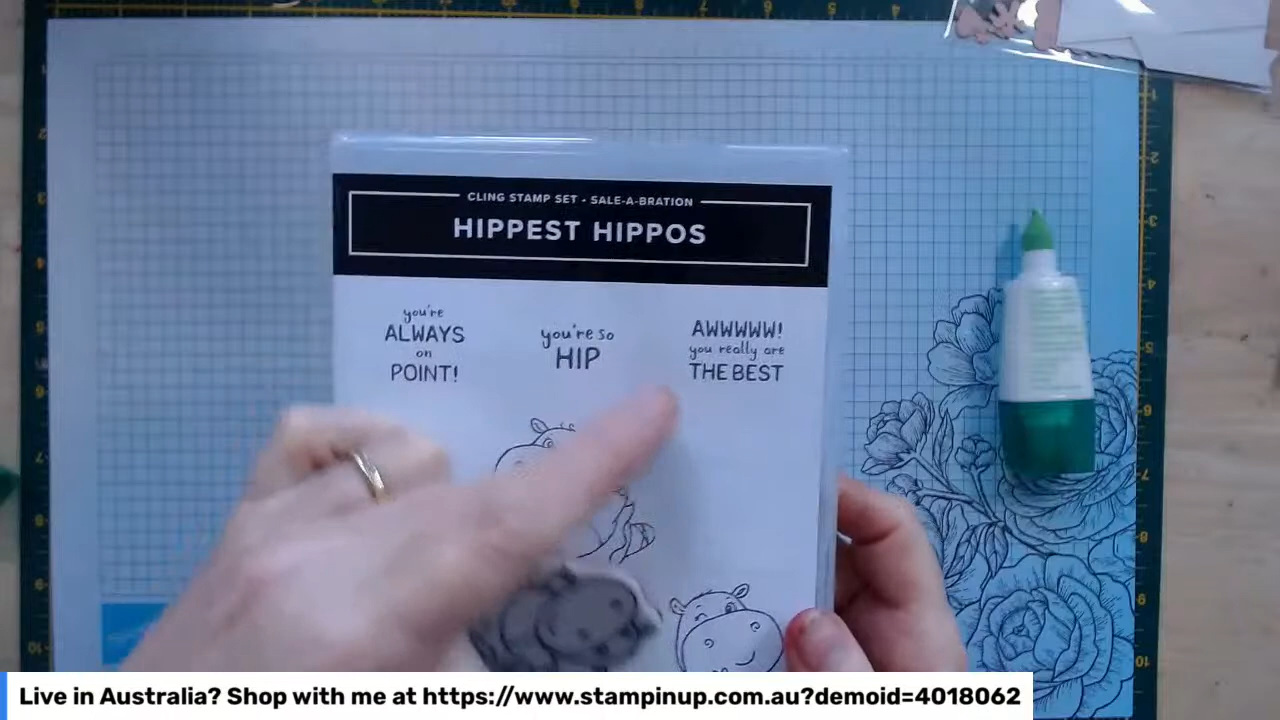 CLING STAMP SET • SALE-A-BRATION
HIPPEST HIPPOS
you're
ALWAYS
on
POINT!
you're so
HIP
AWWWWW!
you really are
THE BEST
Live in Australia? Shop with me at https://www.stampinup.com.au?demoid=4018062